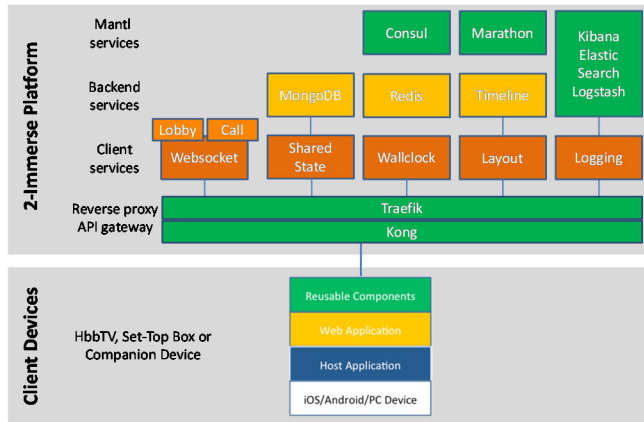 2-Immerse Platform
Mantl
services
Consul
Marathon
Kibana
Elastic
Search
Logstash
Backend
services
MongoDB
Redis
Timeline
Lobby
Call
Client
services
Websocket
Shared
State
Wallclock
Layout
Logging
Reverse proxy
API gateway
Traefik
Kong
Client Devices
HbbTV, Set-Top Box or
Companion Device
Reusable Components
Web Application
Host Application
iOS/Android/PC Device